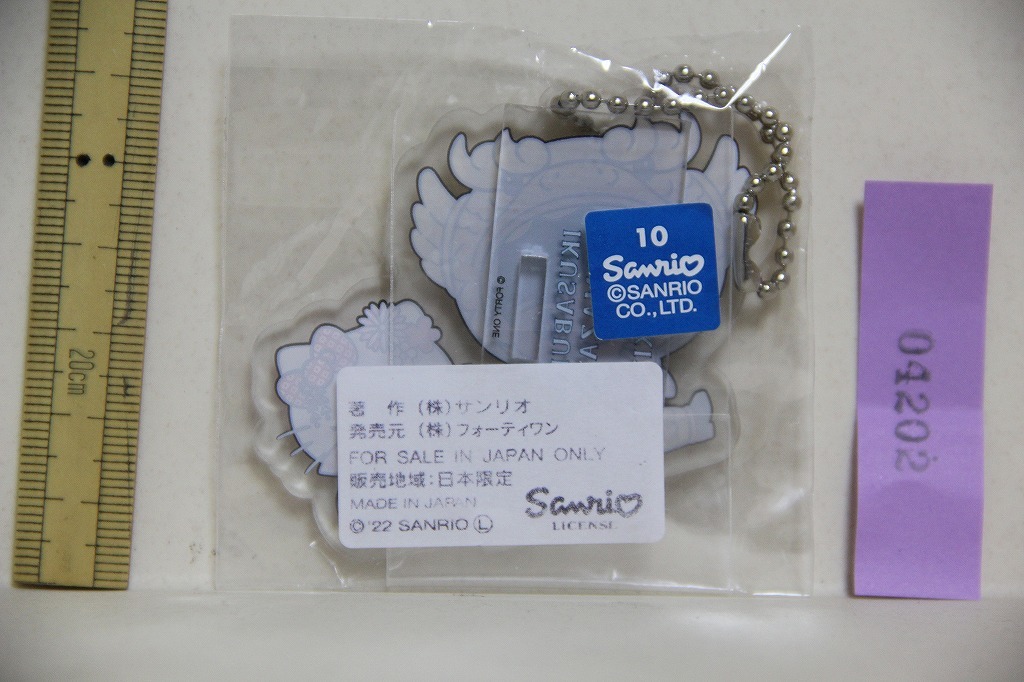 20cm
10
Sanrio
©SANRIO
CO.,LTD.
© FORTY ONE
著　作 (株)サンリオ
発売元 (株)フォーティワン
FOR SALE IN JAPAN ONLY
販売地域:日本限定
MADE IN JAPAN
©'22 SANRIO Ⓛ
Sanrio
LICENSE
04202